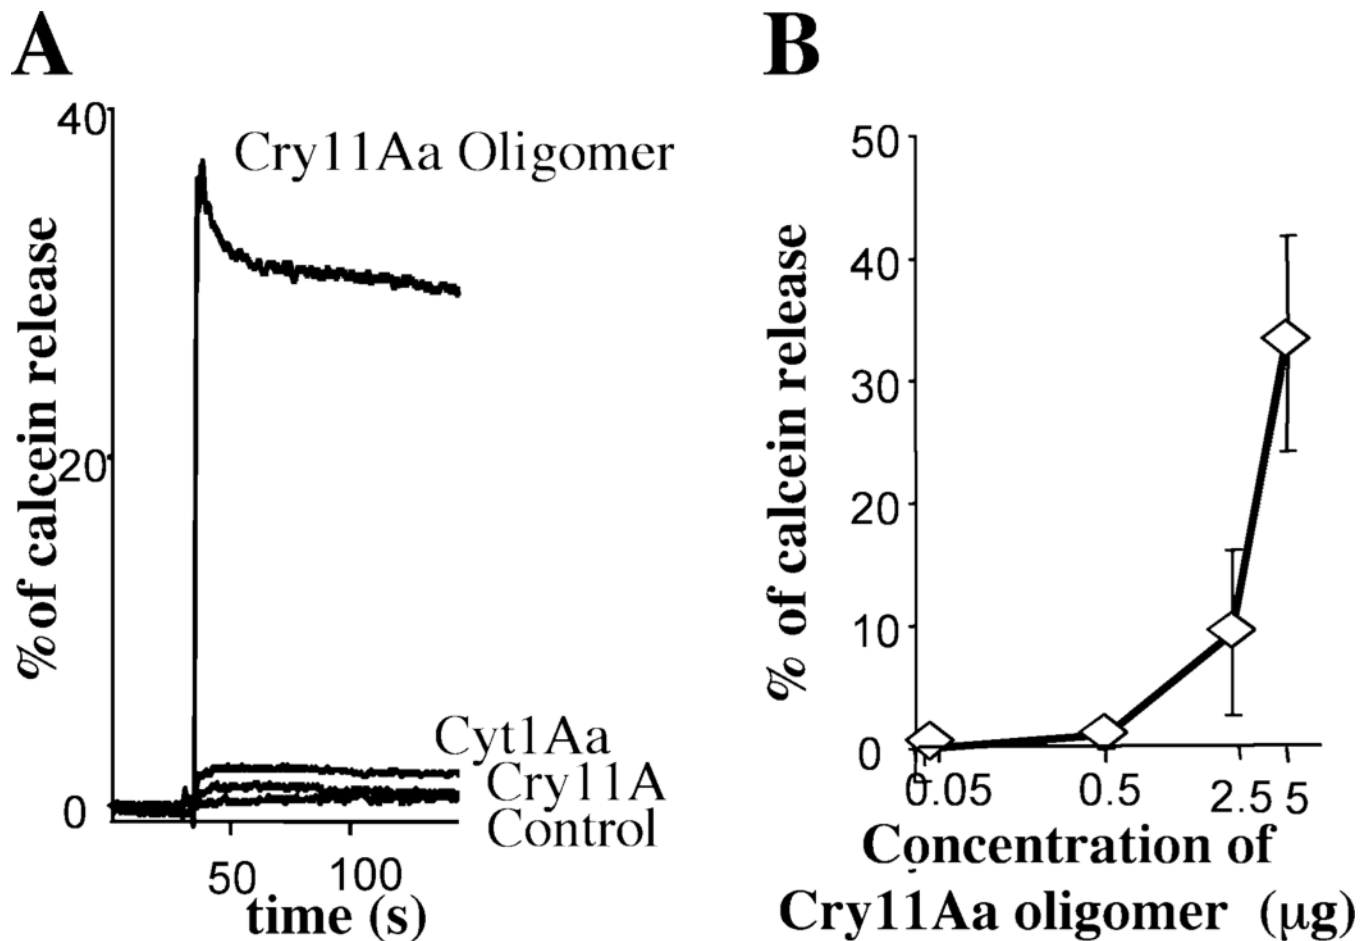 A
40
20
0
% of calcein release
Cry11Aa Oligomer
Cyt1Aa
Cry11A
Control
50 100
time (s)
B
50
40
30
20
10
0
% of calcein release
0.05 0.5 2.5 5
Concentration of
Cry11Aa oligomer (μg)